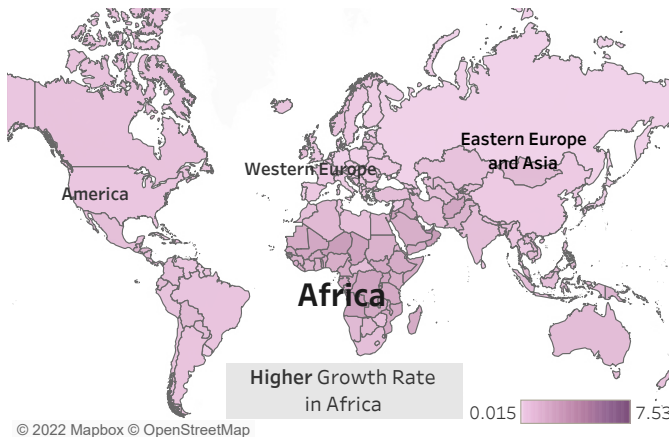 Eastern Europe
and Asia
Western Europe
America
Africa
Higher Growth Rate
in Africa
0.015
7.53
© 2022 Mapbox © OpenStreetMap